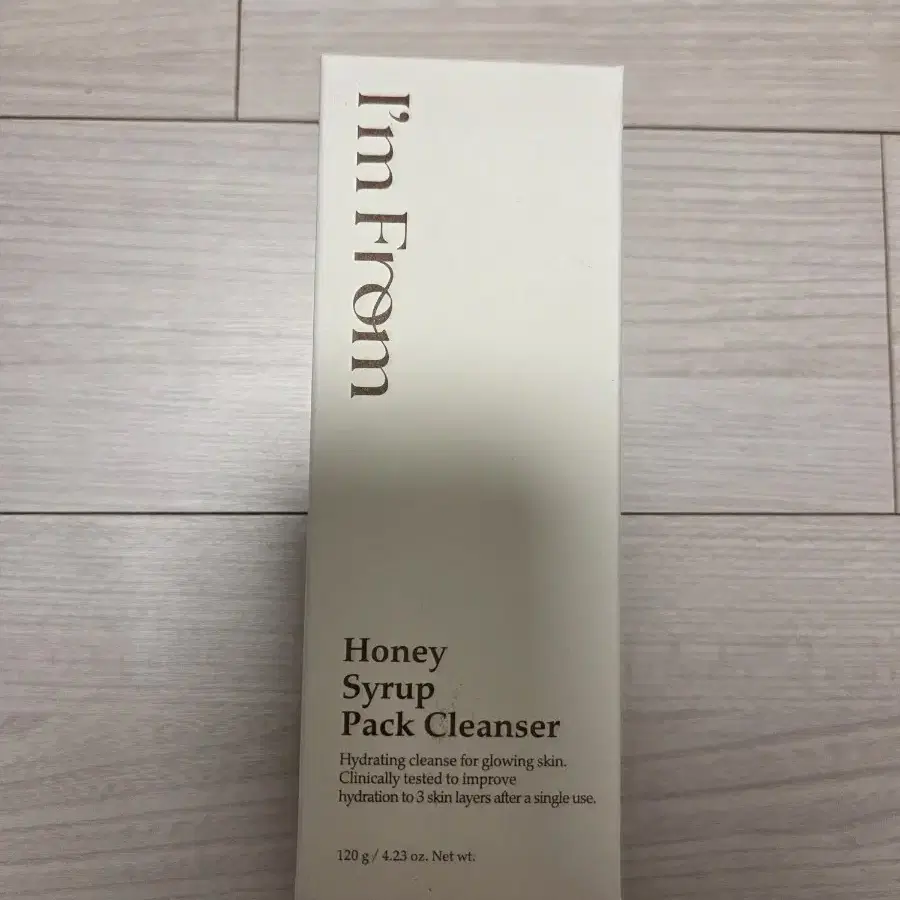 I'm From
Honey
Syrup
Pack Cleanser
Hydrating cleanse for glowing skin.
Clinically tested to improve
hydration to 3 skin layers after a single use.
120 g / 4.23 oz. Net wt.